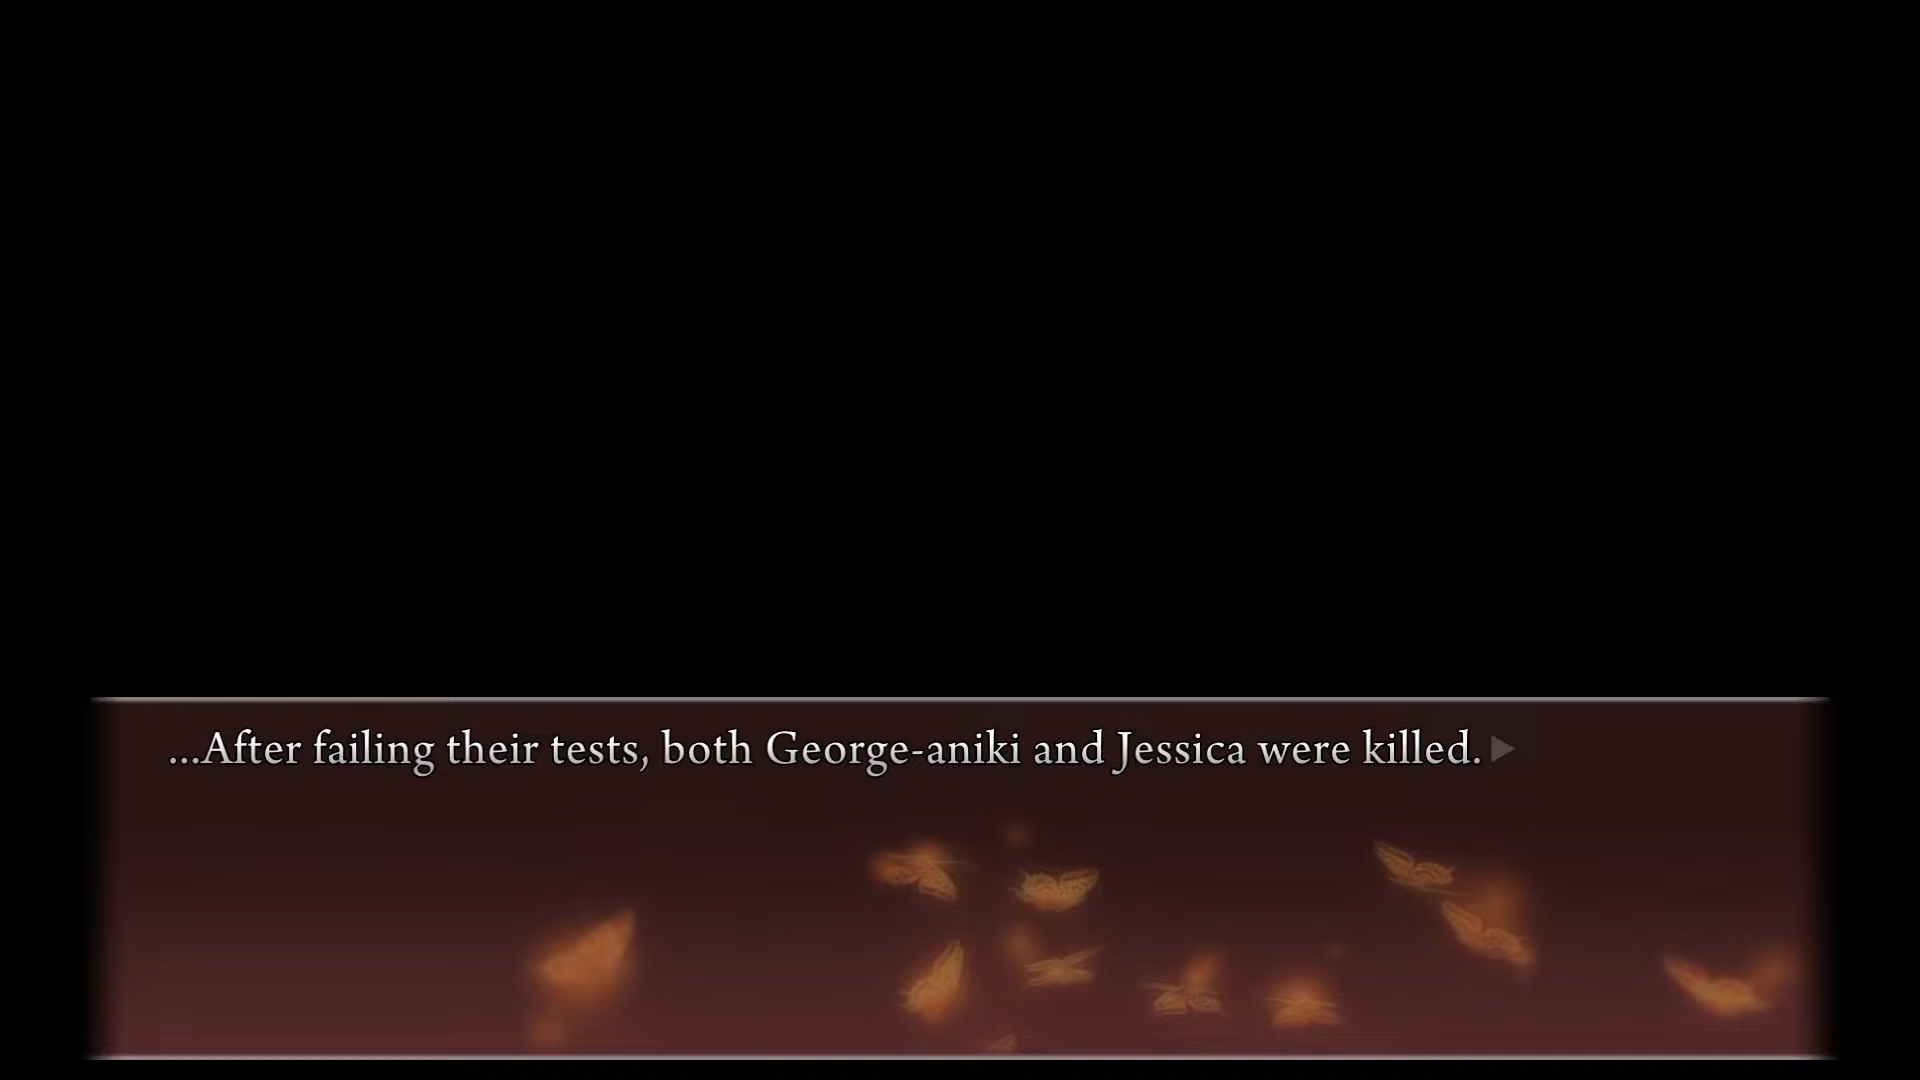 ...After failing their tests, both George-aniki and Jessica were killed.